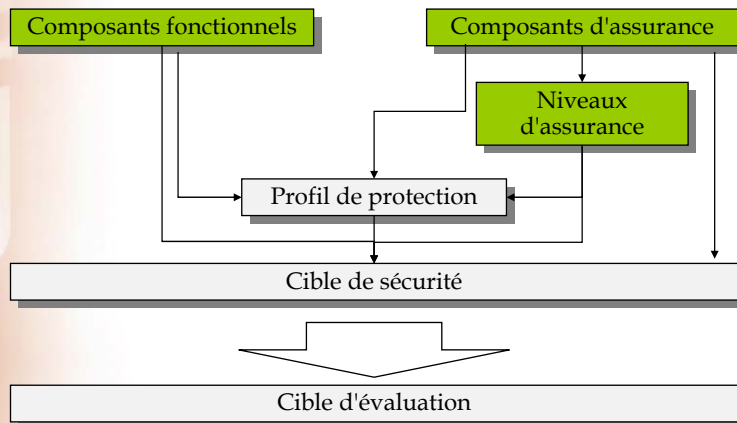 Composants fonctionnels
Composants d'assurance
Niveaux
d'assurance
Profil de protection
Cible de sécurité
Cible d'évaluation